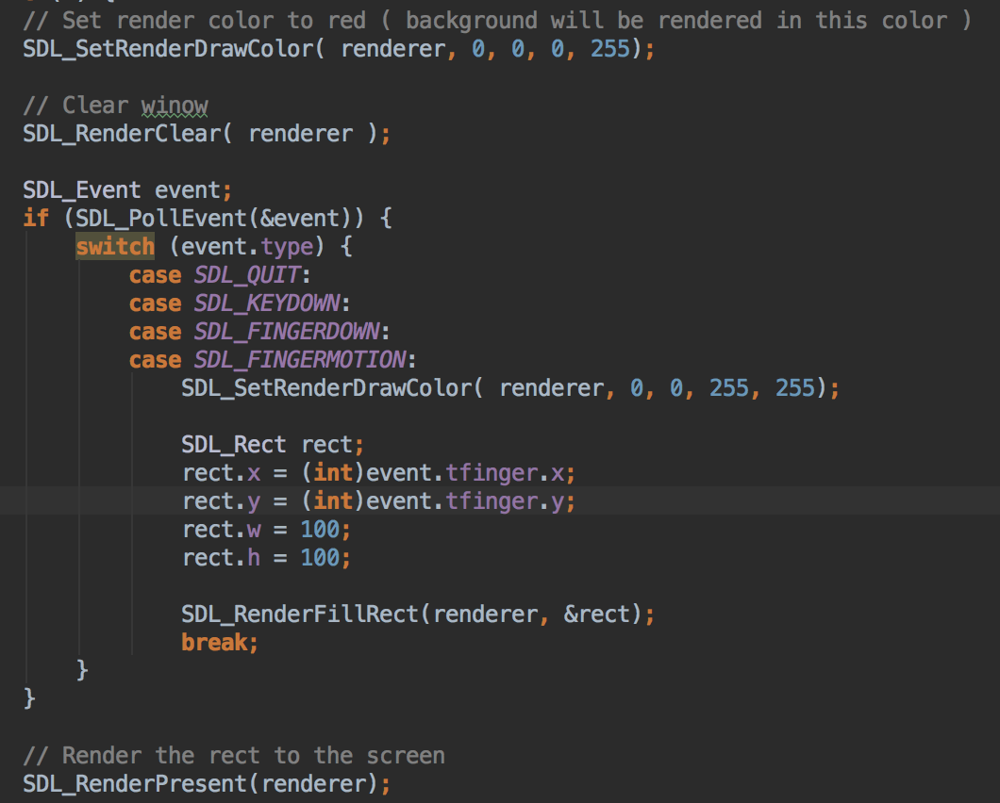 // Set render color to red ( background will be rendered in this color )
SDL_SetRenderDrawColor( renderer, 0, 0, 0, 255);
// Clear winow
SDL_RenderClear( renderer );
SDL_Event event;
if (SDL_PollEvent(&event)) {
switch (event.type) {
case SDL_QUIT:
case SDL_KEYDOWN:
case SDL_FINGERDOWN:
case SDL_FINGERMOTION:
SDL_SetRenderDrawColor( renderer, 0, 0, 255, 255);
SDL_Rect rect;
rect.x = (int)event.tfinger.x;
rect.y = (int)event.tfinger.y;
rect.w = 100;
rect.h = 100;
SDL_RenderFillRect(renderer, &rect);
break;
}
}
// Render the rect to the screen
SDL_RenderPresent(renderer);